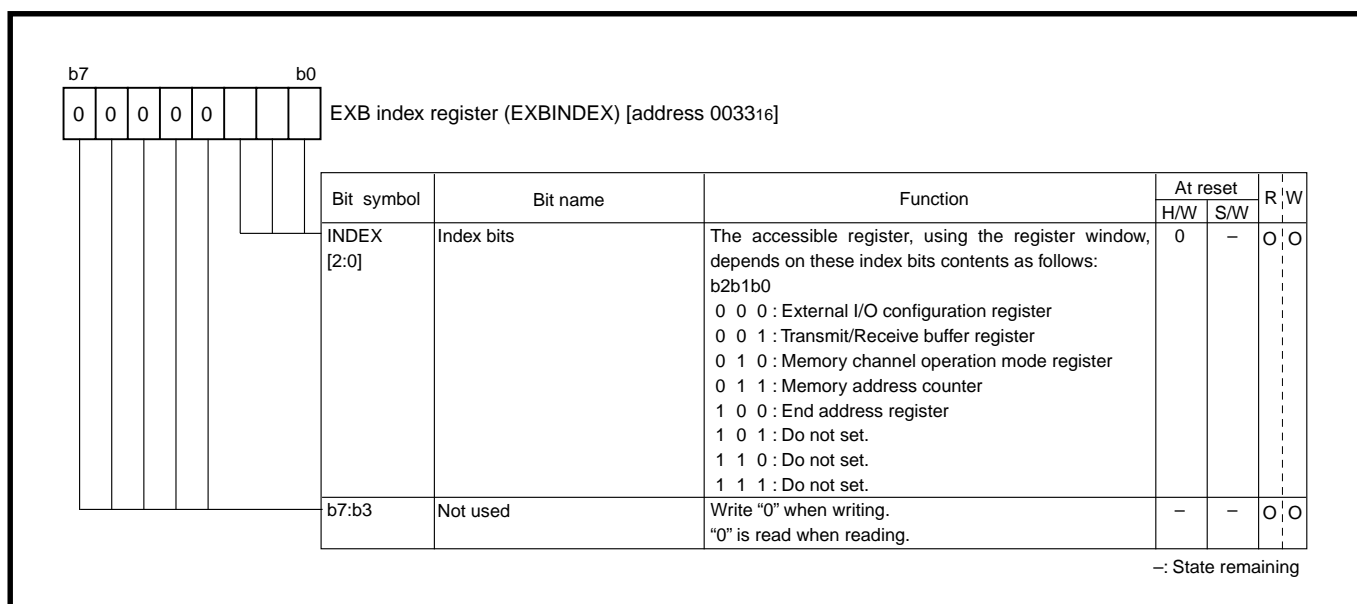 b7 b0
0 0 0 0 0
EXB index register (EXBINDEX) [address 003316]
Bit symbol Bit name Function At reset R W
H/W S/W
INDEX Index bits The accessible register, using the register window, 0 – O O
[2:0] depends on these index bits contents as follows:
b2b1b0
0 0 0 : External I/O configuration register
0 0 1 : Transmit/Receive buffer register
0 1 0 : Memory channel operation mode register
0 1 1 : Memory address counter
1 0 0 : End address register
1 0 1 : Do not set.
1 1 0 : Do not set.
1 1 1 : Do not set.
b7:b3 Not used Write “0” when writing. – – O O
“0” is read when reading.
–: State remaining